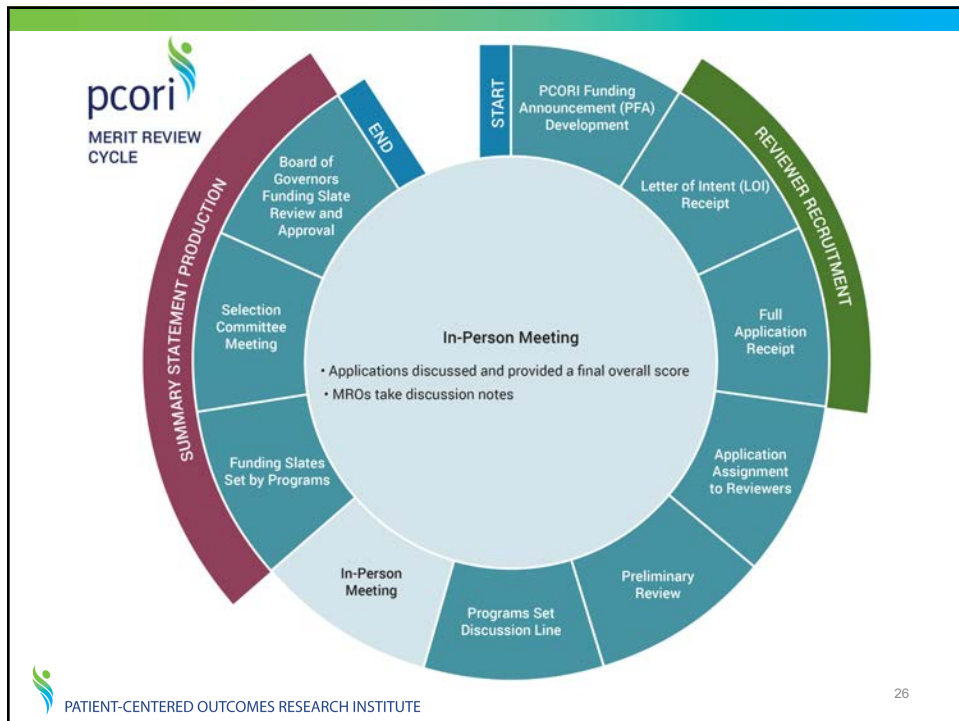 pcori
MERIT REVIEW
CYCLE
START
PCORI Funding
Announcement (PFA)
Development
REVIEWER RECRUITMENT
Letter of Intent (LOI)
Receipt
Full
Application
Receipt
Application
Assignment
to Reviewers
Preliminary
Review
Programs Set
Discussion Line
In-Person
Meeting
Funding Slates
Set by Programs
Selection
Committee
Meeting
Board of
Governors
Funding Slate
Review and
Approval
SUMMARY STATEMENT PRODUCTION
END
In-Person Meeting
• Applications discussed and provided a final overall score
• MROs take discussion notes
PATIENT-CENTERED OUTCOMES RESEARCH INSTITUTE
26